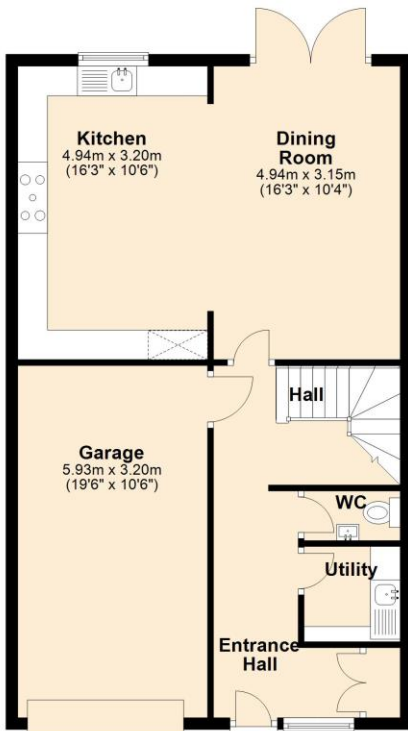 Kitchen
4.94m x 3.20m
(16'3" x 10'6")
Dining
Room
4.94m x 3.15m
(16'3" x 10'4")
Hall
Garage
5.93m x 3.20m
(19'6" x 10'6")
WC
Utility
Entrance
Hall